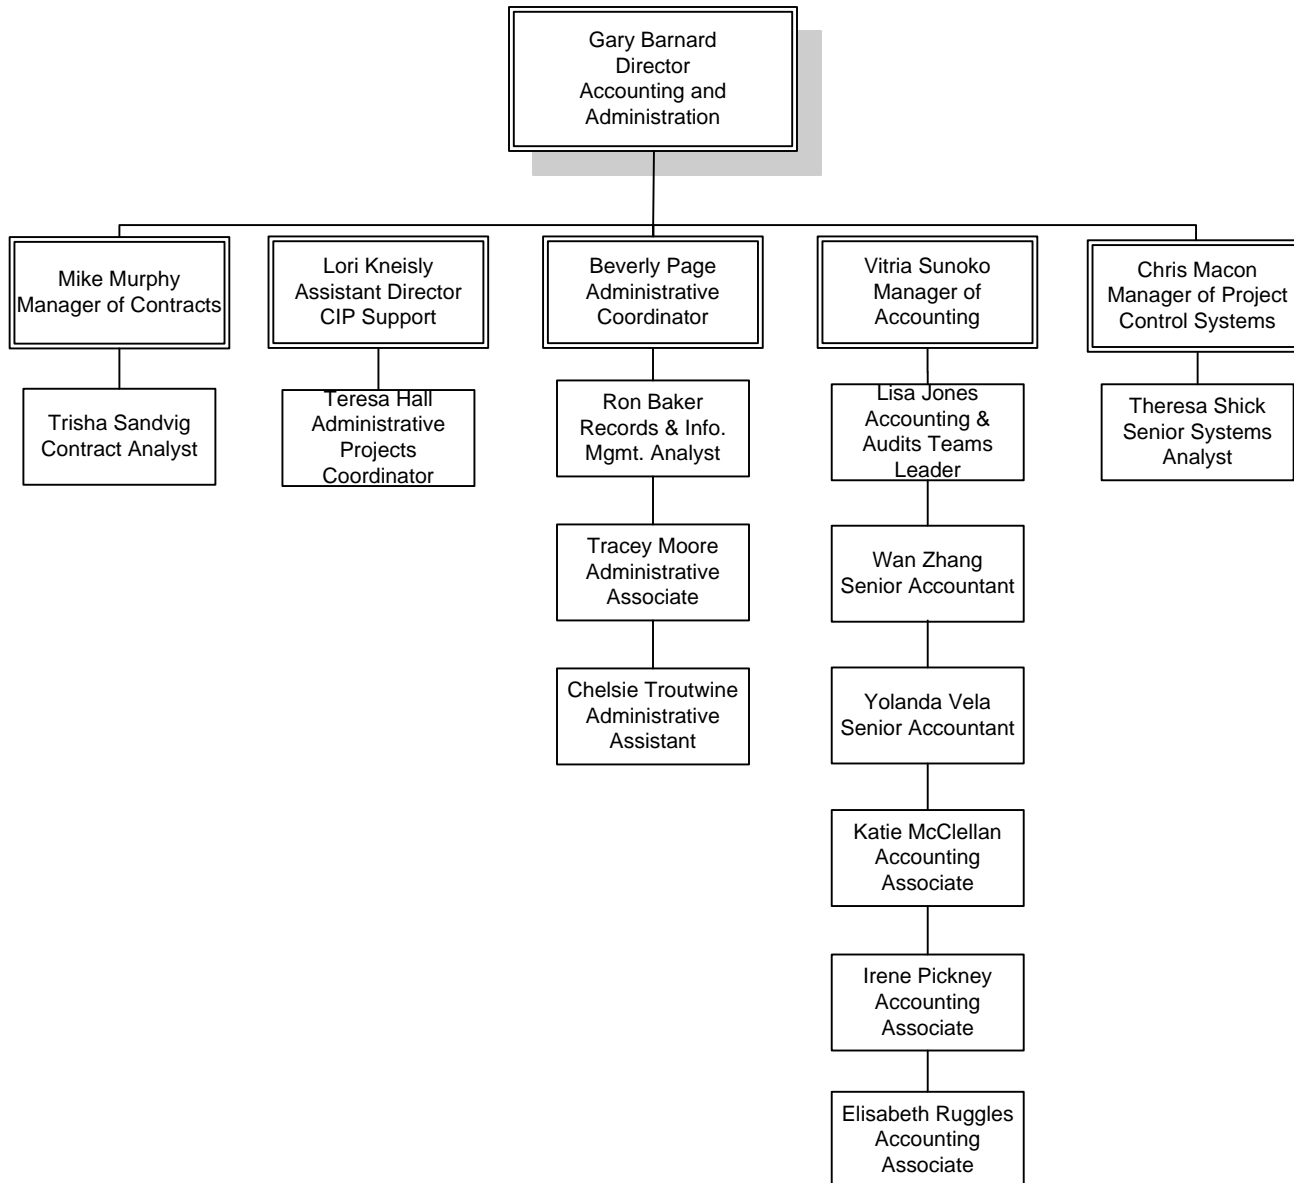 Gary Barnard
Director
Accounting and
Administration
Mike Murphy
Manager of Contracts
Lori Kneisly
Assistant Director
CIP Support
Beverly Page
Administrative
Coordinator
Vitria Sunoko
Manager of
Accounting
Chris Macon
Manager of Project
Control Systems
Trisha Sandvig
Contract Analyst
Teresa Hall
Administrative
Projects
Coordinator
Ron Baker
Records & Info.
Mgmt. Analyst
Lisa Jones
Accounting &
Audits Teams
Leader
Theresa Shick
Senior Systems
Analyst
Tracey Moore
Administrative
Associate
Wan Zhang
Senior Accountant
Chelsie Troutwine
Administrative
Assistant
Yolanda Vela
Senior Accountant
Katie McClellan
Accounting
Associate
Irene Pickney
Accounting
Associate
Elisabeth Ruggles
Accounting
Associate